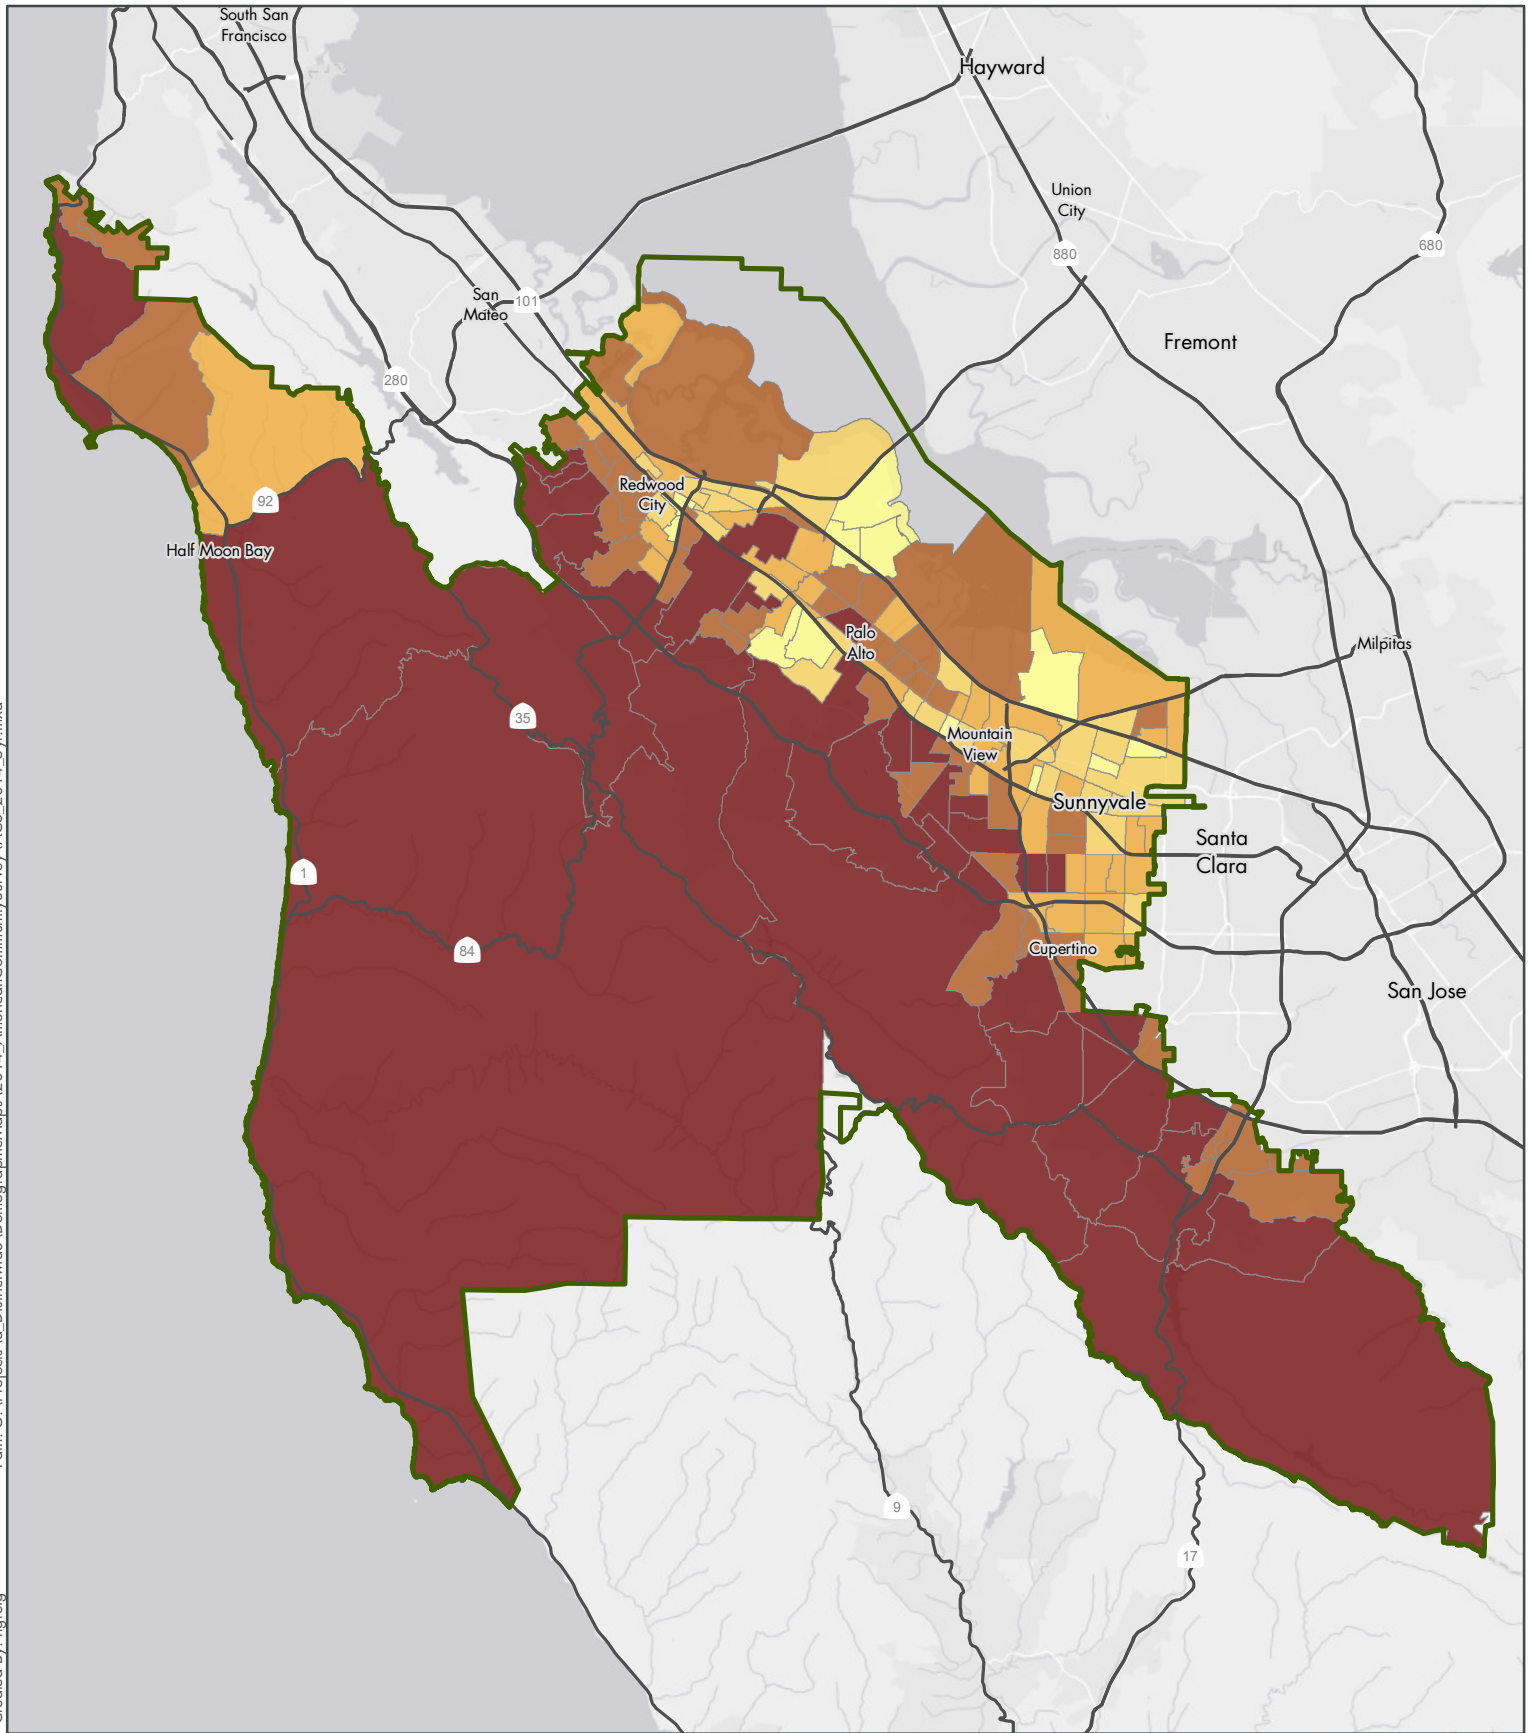 South San
Francisco
Hayward
Union
City
880
680
San
Mateo
101
Fremont
280
Redwood
City
92
Half Moon Bay
Palo
Alto
Milpitas
35
Mountain
View
Sunnyvale
Santa
Clara
1
84
Cupertino
San Jose
9
17